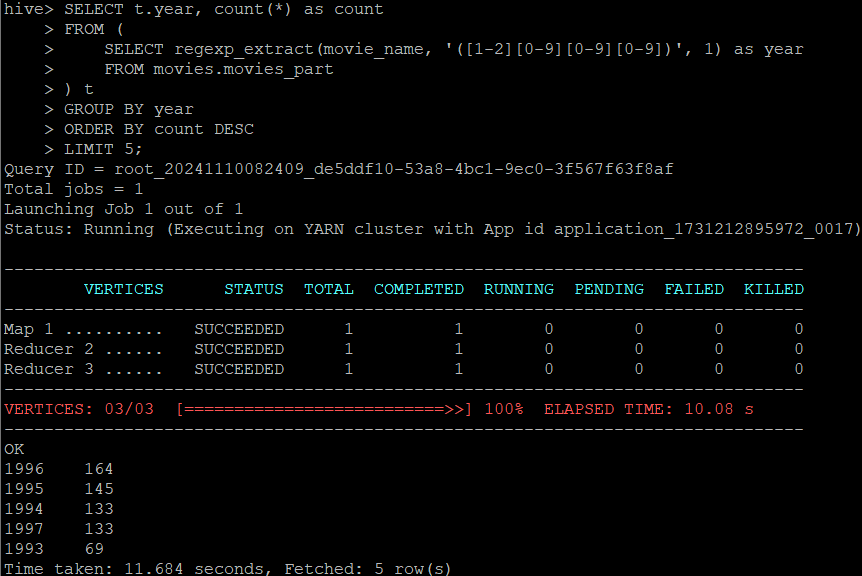 hive> SELECT t.year, count(*) as count
    > FROM (
    >     SELECT regexp_extract(movie_name, '([1-2][0-9][0-9][0-9])', 1) as year
    >     FROM movies.movies_part
    > ) t
    > GROUP BY year
    > ORDER BY count DESC
    > LIMIT 5;
Query ID = root_20241110082409_de5ddf10-53a8-4bc1-9ec0-3f567f63f8af
Total jobs = 1
Launching Job 1 out of 1
Status: Running (Executing on YARN cluster with App id application_1731212895972_0017)
--------------------------------------------------------------------------------
        VERTICES      STATUS  TOTAL  COMPLETED  RUNNING  PENDING  FAILED  KILLED
--------------------------------------------------------------------------------
Map 1 ..........   SUCCEEDED      1          1        0        0       0       0
Reducer 2 ......   SUCCEEDED      1          1        0        0       0       0
Reducer 3 ......   SUCCEEDED      1          1        0        0       0       0
--------------------------------------------------------------------------------
VERTICES: 03/03  [==========================>>] 100%  ELAPSED TIME: 10.08 s
--------------------------------------------------------------------------------
OK
1996    164
1995    145
1994    133
1997    133
1993    69
Time taken: 11.684 seconds, Fetched: 5 row(s)